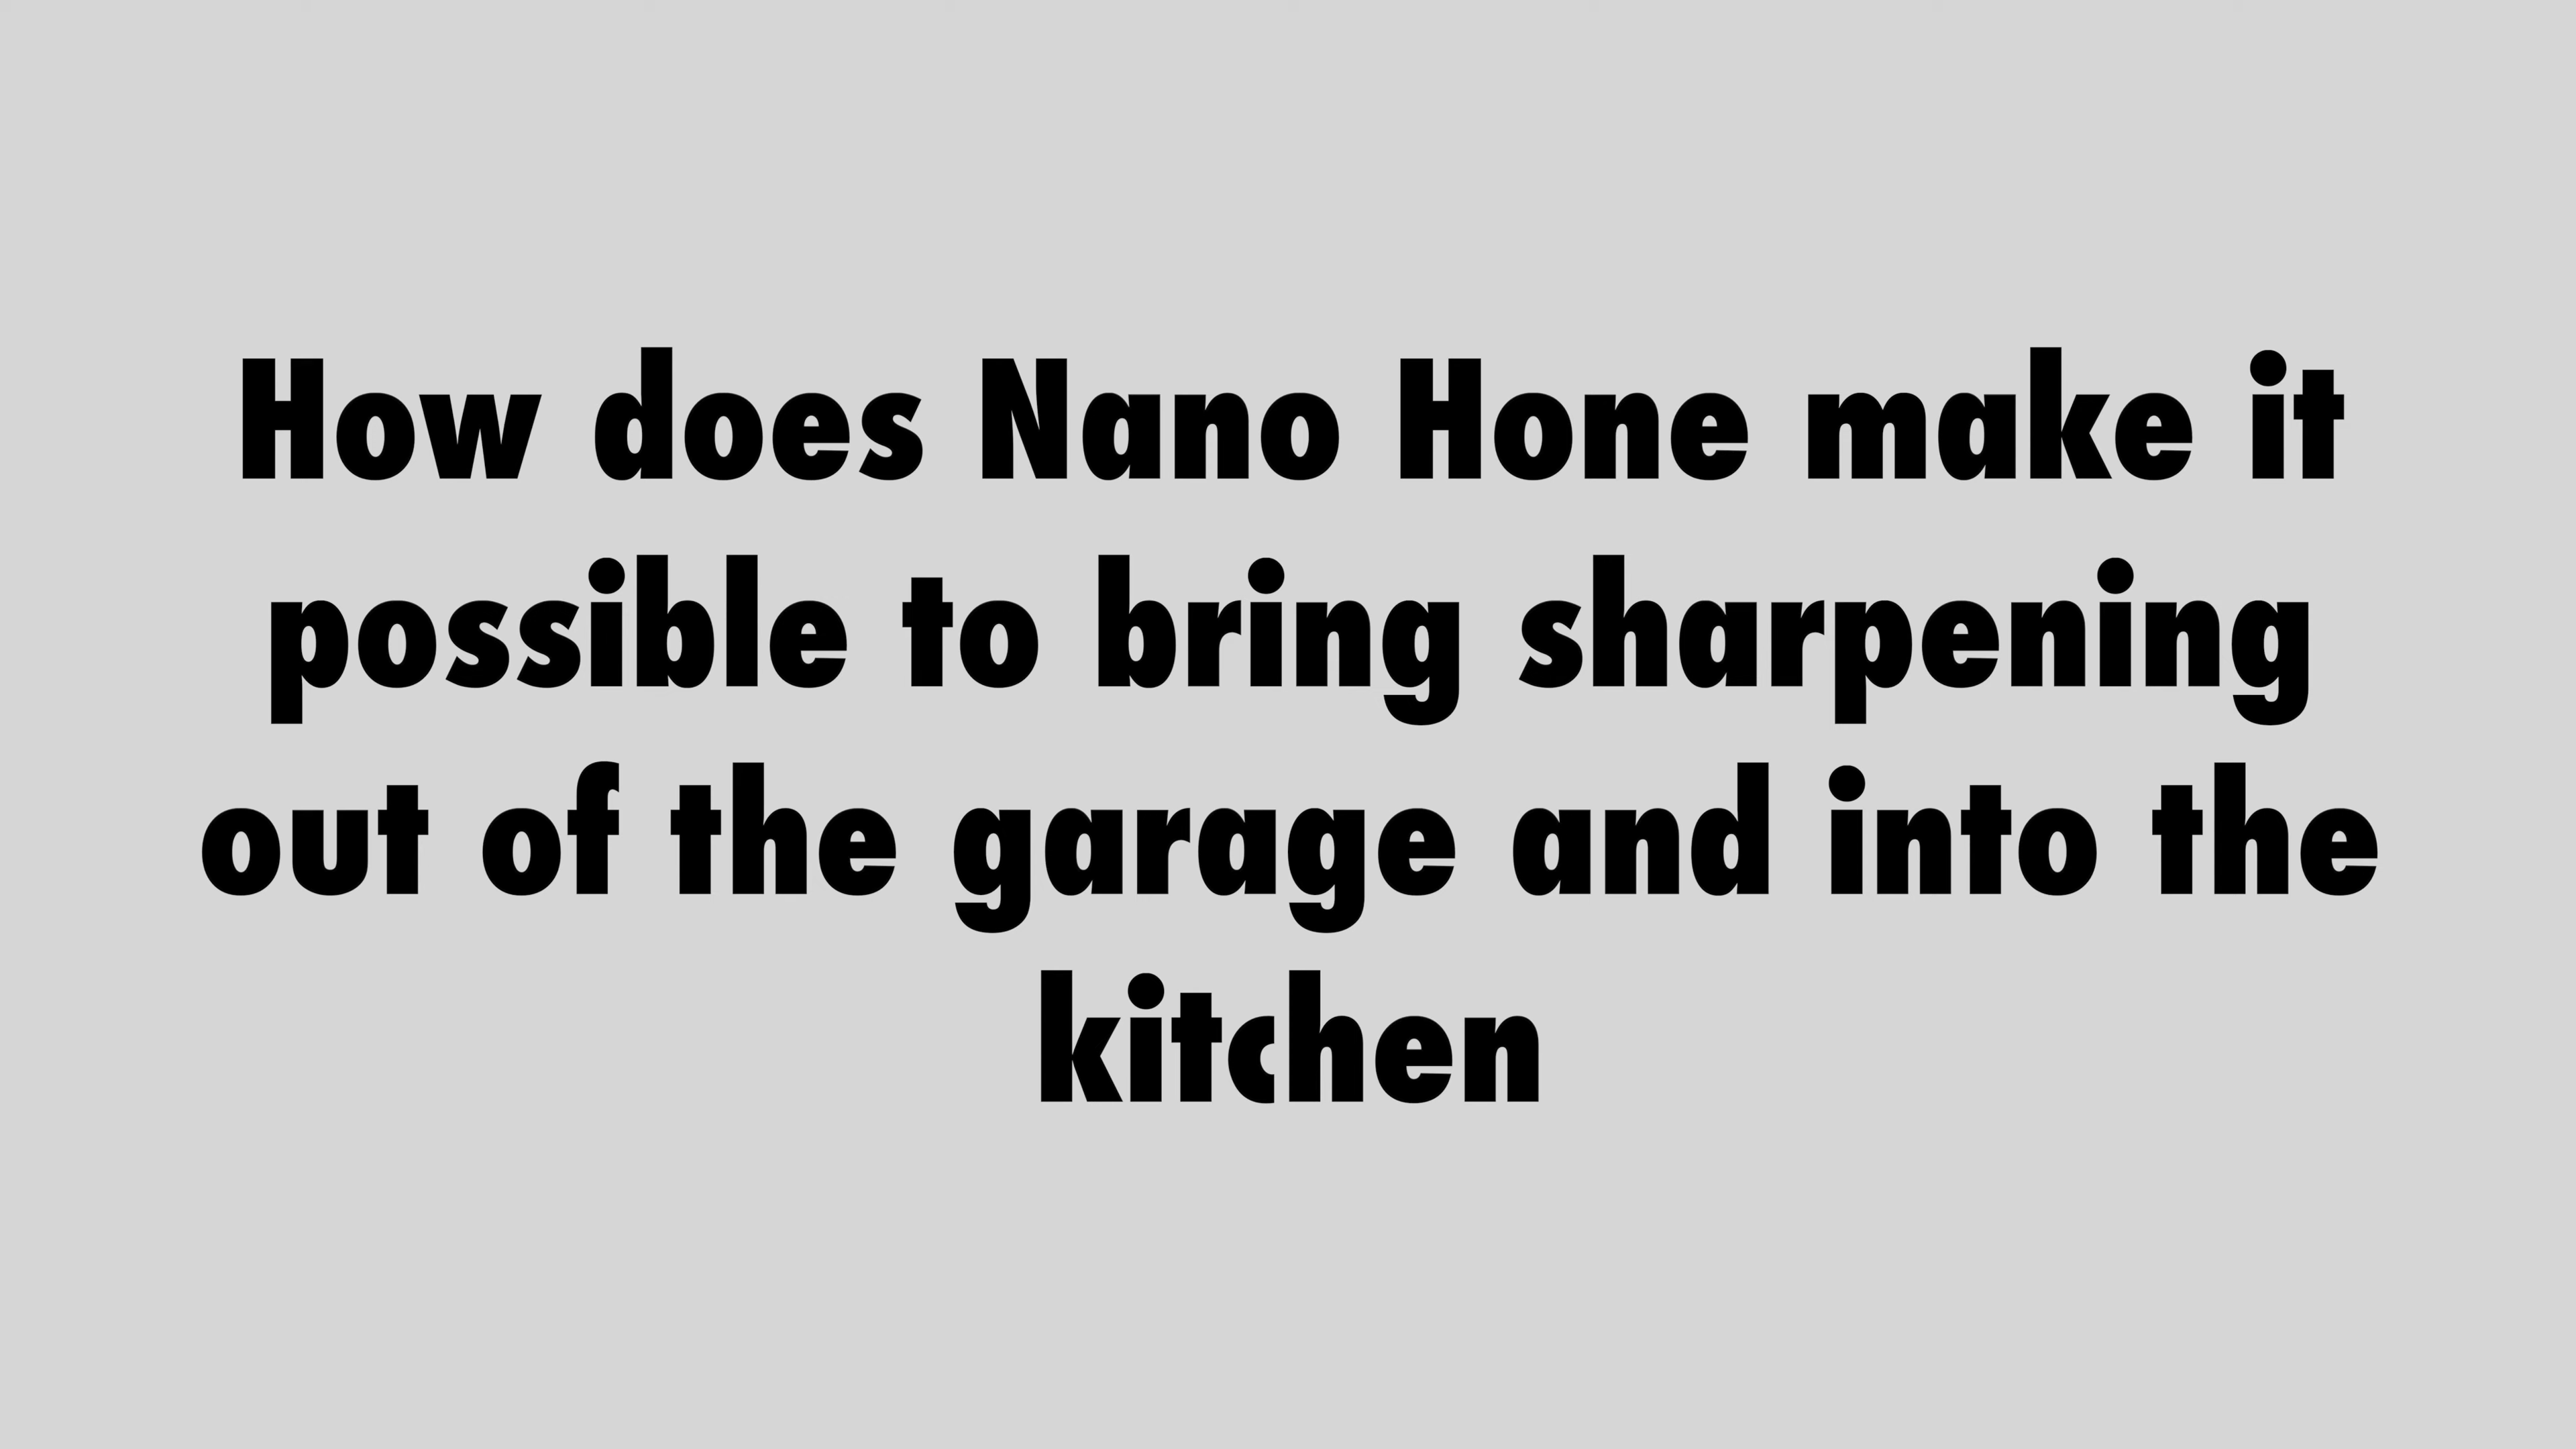 How does Nano Hone make it
possible to bring sharpening
out of the garage and into the
kitchen